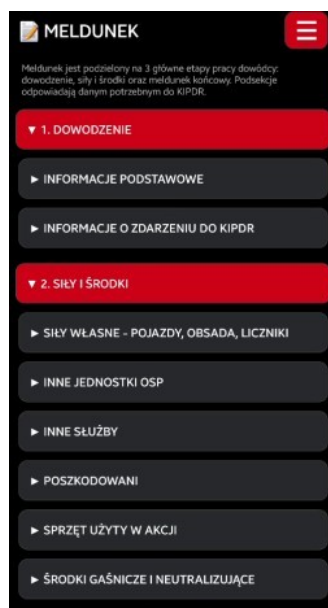 📝 MELDUNEK
Meldunek jest podzielony na 3 główne etapy pracy dowódcy:
dowodzenie, siły i środki oraz meldunek końcowy. Podsekcje
odpowiadają danym potrzebnym do KIPDR.
▼ 1. DOWODZENIE
► INFORMACJE PODSTAWOWE
► INFORMACJE O ZDARZENIU DO KIPDR
▼ 2. SIŁY I ŚRODKI
► SIŁY WŁASNE - POJAZDY, OBSADA, LICZNIKI
► INNE JEDNOSTKI OSP
► INNE SŁUŻBY
► POSZKODOWANI
► SPRZĘT UŻYTY W AKCJI
► ŚRODKI GAŚNICZE I NEUTRALIZUJĄCE